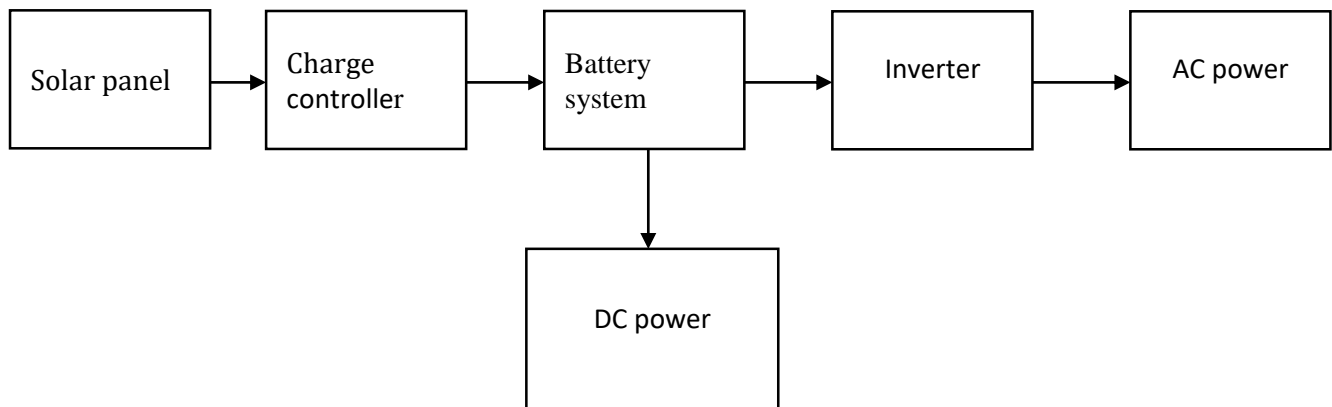 Solar panel
Charge
controller
Battery
system
Inverter
AC power
DC power